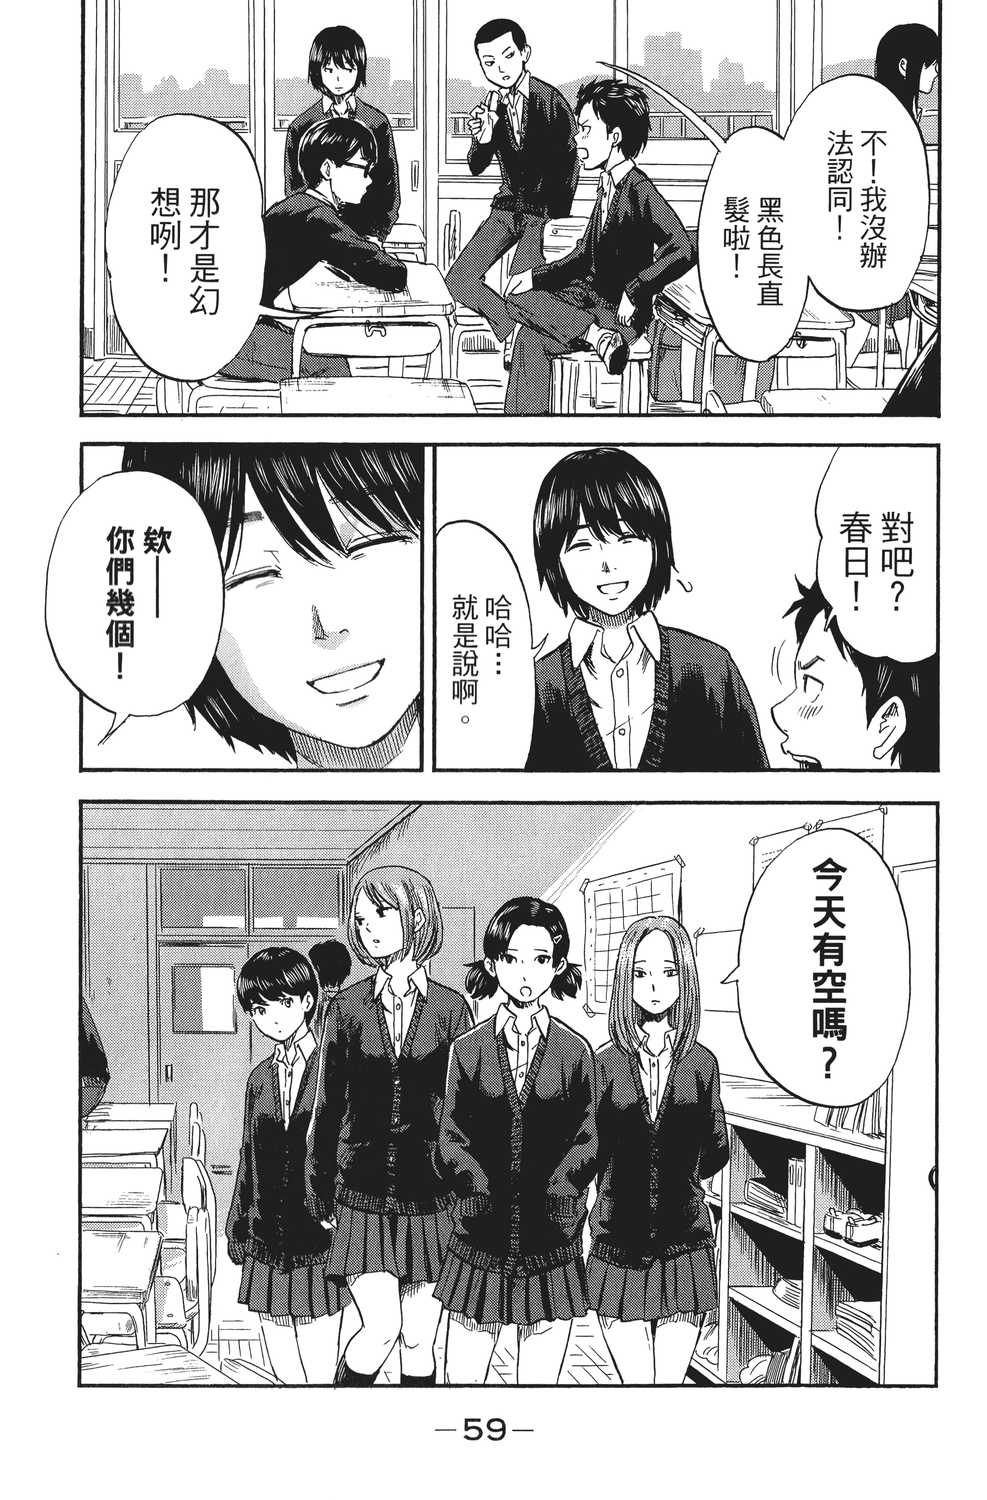 不！我沒辦
法認同！
黑色長直
髮啦！
那才是幻
想咧！
對吧？
春日！
哈哈…
就是說啊。
欸——
你們幾個！
今天有空嗎？
—59—